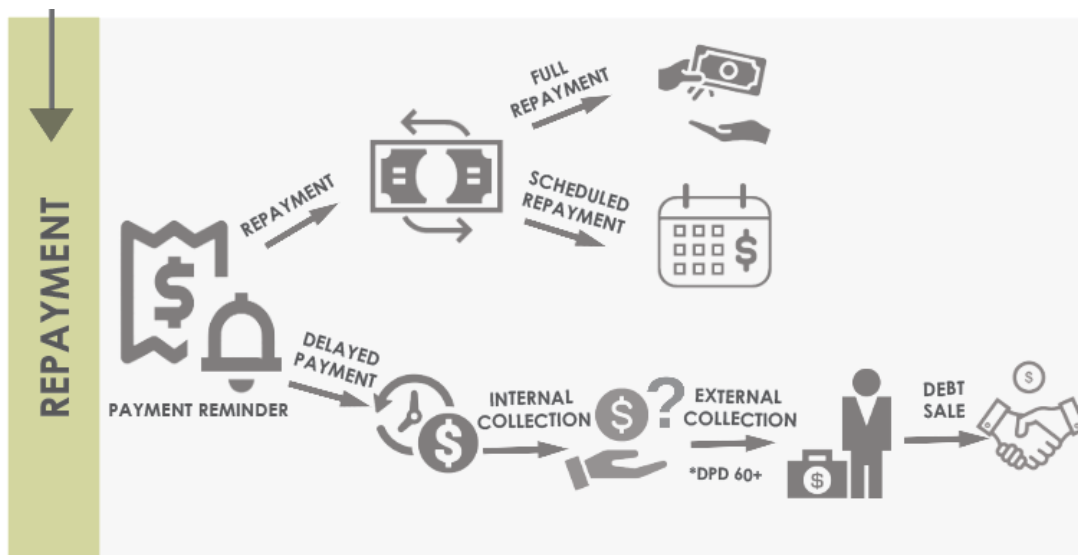 REPAYMENT
FULL
REPAYMENT
REPAYMENT
SCHEDULED
REPAYMENT
$
$
PAYMENT REMINDER
DELAYED
PAYMENT
$
INTERNAL
COLLECTION
$ ?
EXTERNAL
COLLECTION
*DPD 60+
$
DEBT
SALE
$